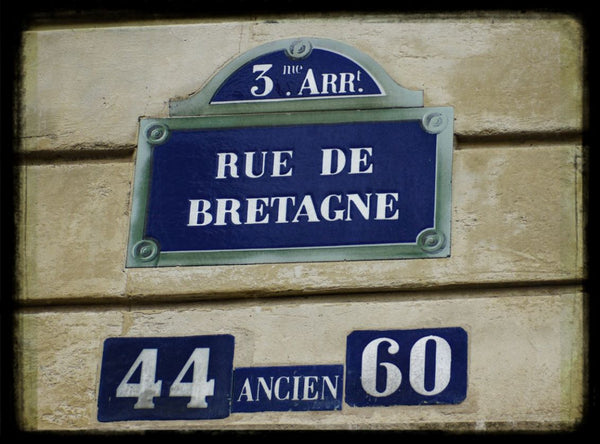 3me. ARRt.
RUE DE
BRETAGNE
44 ANCIEN 60